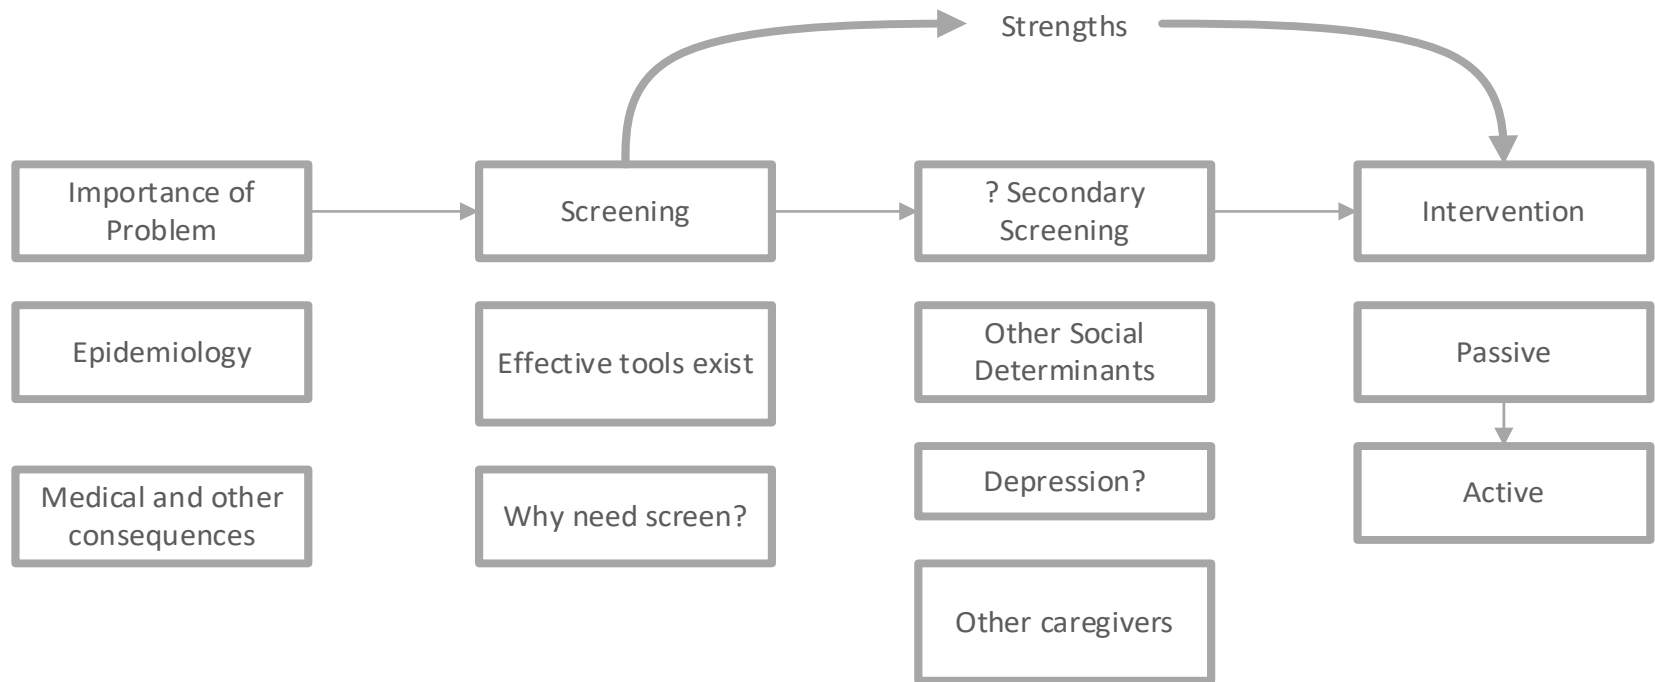 Strengths
Importance of
Problem
Screening
? Secondary
Screening
Intervention
Epidemiology
Effective tools exist
Other Social
Determinants
Passive
Medical and other
consequences
Why need screen?
Depression?
Active
Other caregivers